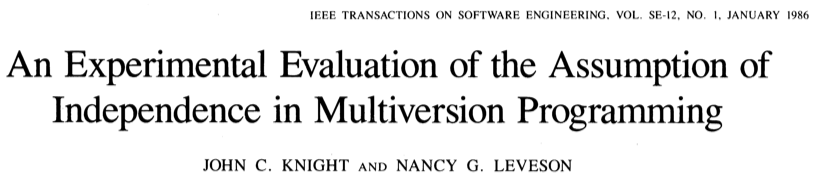 IEEE TRANSACTIONS ON SOFTWARE ENGINEERING, VOL. SE-12, NO. 1, JANUARY 1986
An Experimental Evaluation of the Assumption of
Independence in Multiversion Programming
JOHN C. KNIGHT AND NANCY G. LEVESON